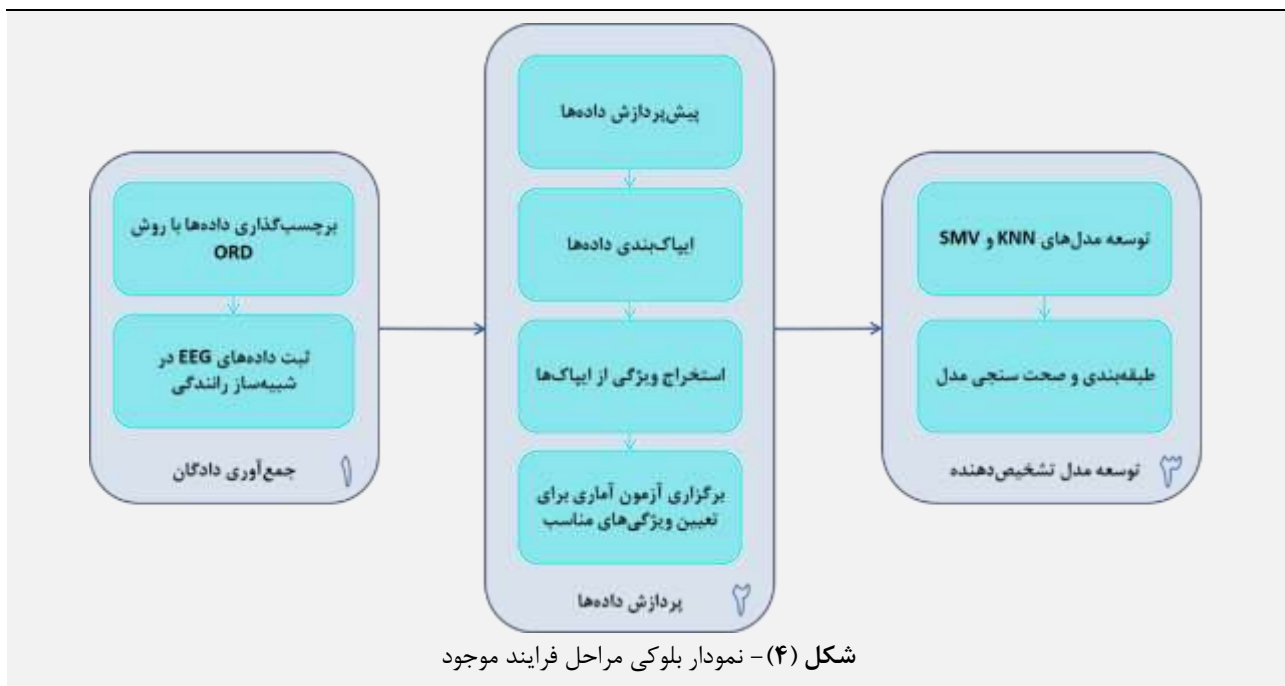 برچسب‌گذاری داده‌ها با روش
ORD
ثبت داده‌های EEG در
شبیه‌ساز رانندگی
جمع‌آوری دادگان ۱
پیش‌پردازش داده‌ها
ایپاک‌بندی داده‌ها
استخراج ویژگی از ایپاک‌ها
برگزاری آزمون آماری برای
تعیین ویژگی‌های مناسب
پردازش داده‌ها ۲
توسعه مدل‌های KNN و SMV
طبقه‌بندی و صحت سنجی مدل
توسعه مدل تشخیص‌دهنده ۳
شکل (۴)- نمودار بلوکی مراحل فرایند موجود